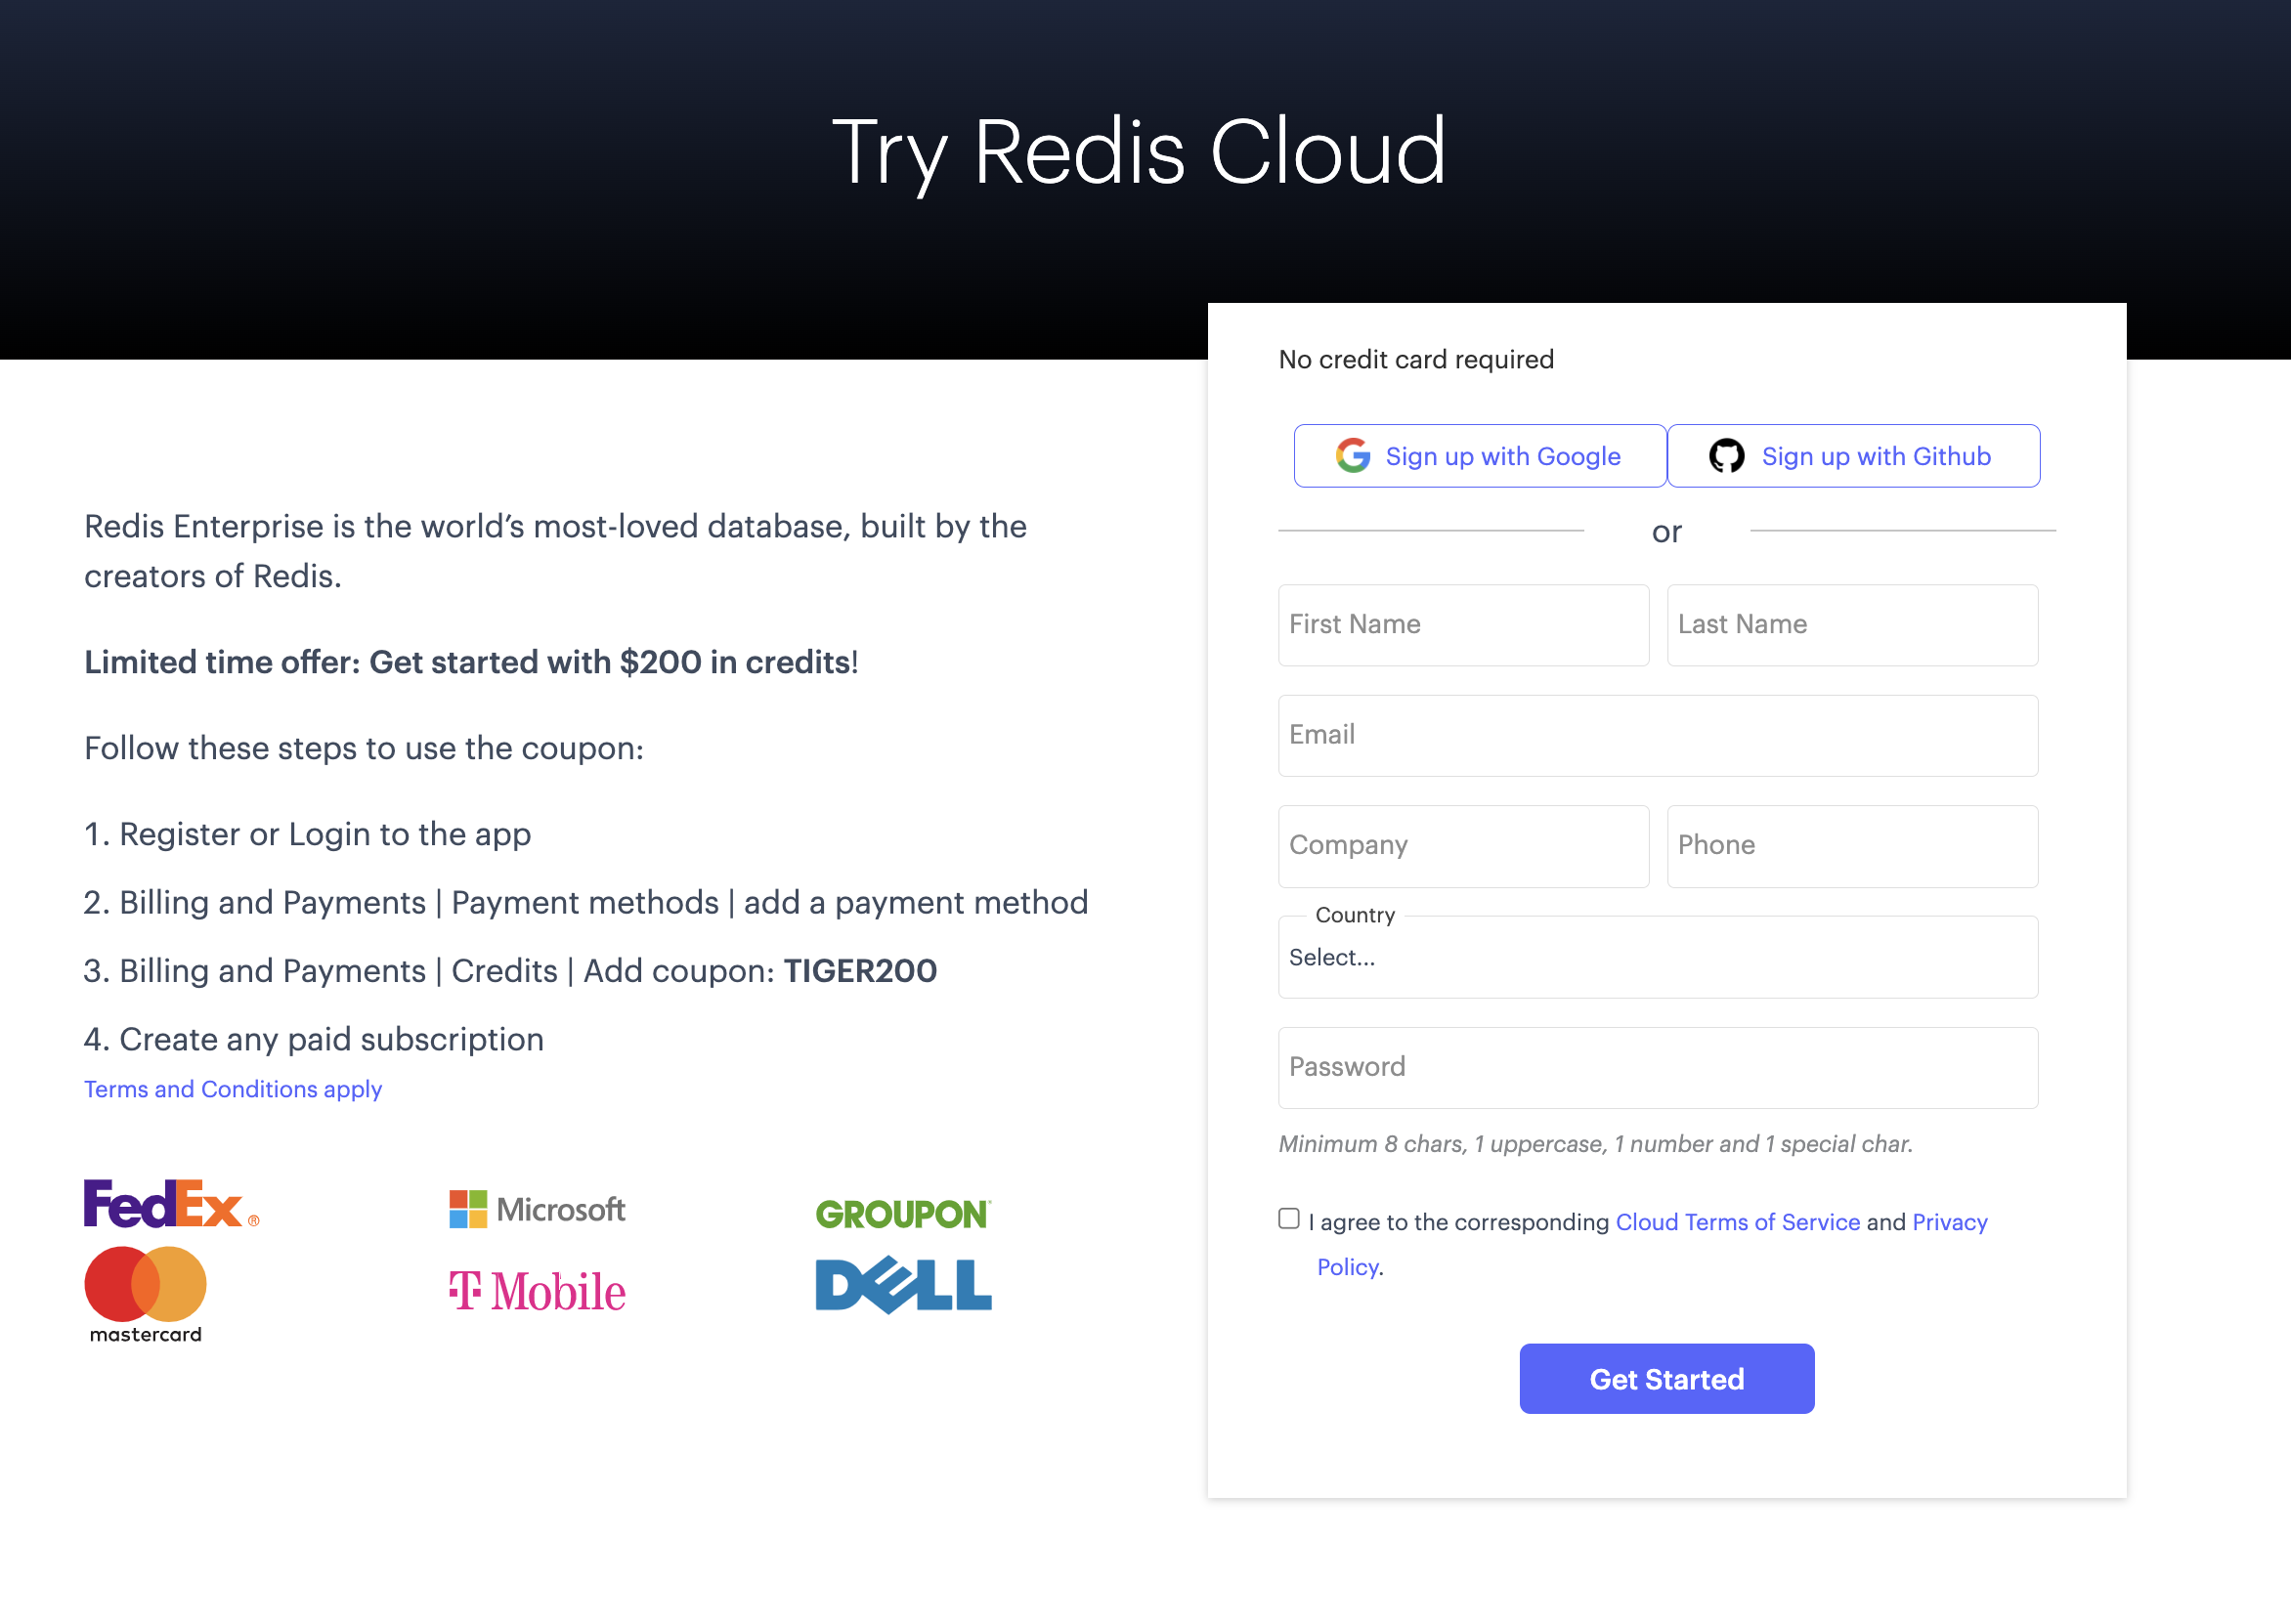 Try Redis Cloud
Redis Enterprise is the world’s most-loved database, built by the
creators of Redis.
Limited time offer: Get started with $200 in credits!
Follow these steps to use the coupon:
1. Register or Login to the app
2. Billing and Payments | Payment methods | add a payment method
3. Billing and Payments | Credits | Add coupon: TIGER200
4. Create any paid subscription
Terms and Conditions apply
FedEx®
Microsoft
GROUPON
mastercard
T Mobile
DELL
No credit card required
Sign up with Google
Sign up with Github
or
First Name
Last Name
Email
Company
Phone
Country
Select...
Password
Minimum 8 chars, 1 uppercase, 1 number and 1 special char.
I agree to the corresponding Cloud Terms of Service and Privacy
Policy.
Get Started